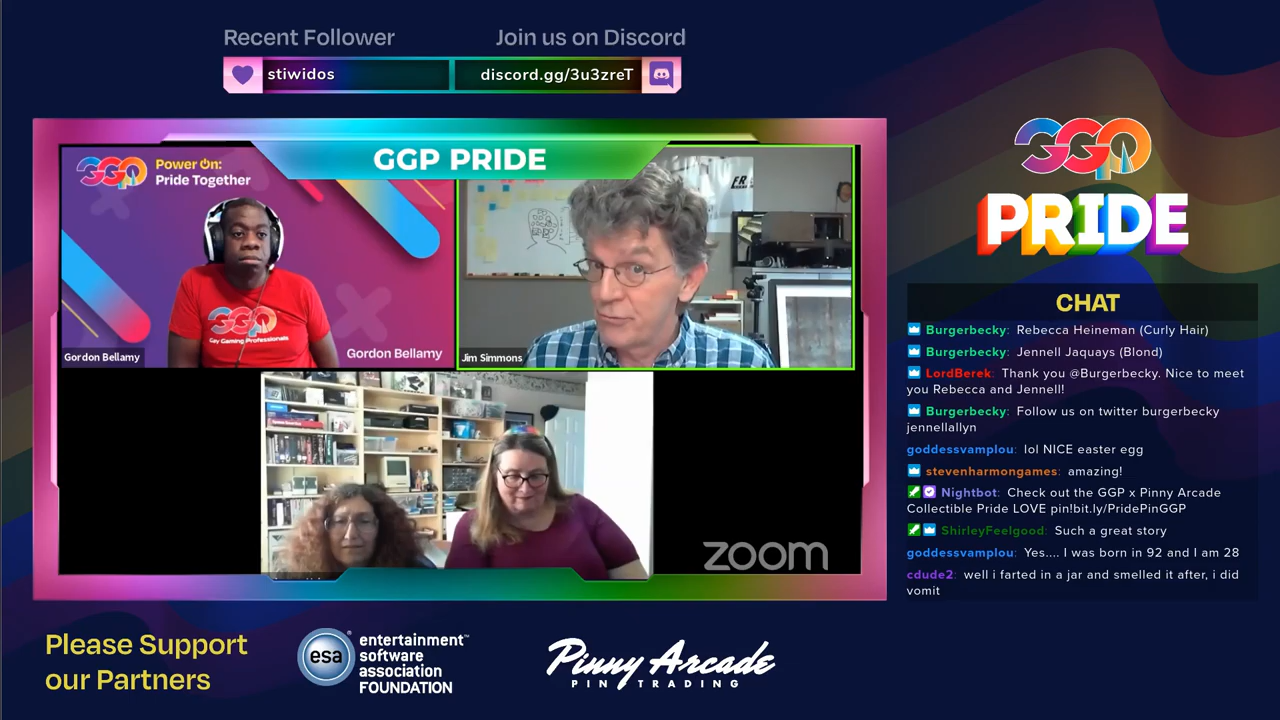 Recent Follower
Join us on Discord
stiwidos
discord.gg/3u3zreT
GGP PRIDE
GGP
Power On:
Pride Together
FR
GGP
Gay Gaming Professionals
Gordon Bellamy
Gordon Bellamy
Jim Simmons
zoom
GGP
PRIDE
CHAT
Burgerbecky: Rebecca Heineman (Curly Hair)
Burgerbecky: Jennell Jaquays (Blond)
LordBerek: Thank you @Burgerbecky. Nice to meet
you Rebecca and Jennell!
Burgerbecky: Follow us on twitter burgerbecky
jennellallyn
goddessvamplou: lol NICE easter egg
stevenharmongames: amazing!
Nightbot: Check out the GGP x Pinny Arcade
Collectible Pride LOVE pin!bit.ly/PridePinGGP
ShirleyFeelgood: Such a great story
goddessvamplou: Yes.... I was born in 92 and I am 28
cdude2: well i farted in a jar and smelled it after, i did
vomit
Please Support
our Partners
esa
entertainment™
software
association
FOUNDATION
Pinny Arcade
PIN TRADING